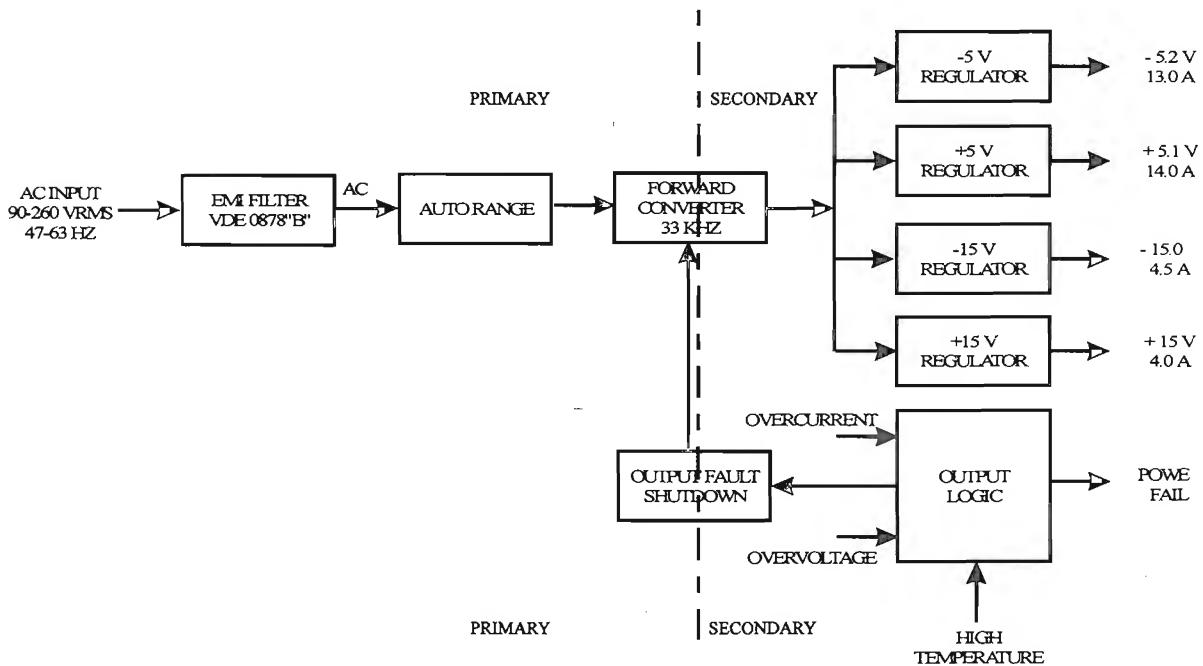 PRIMARY
SECONDARY
AC INPUT
90-260 VRMS
47-63 HZ
EMI FILTER
VDE 0878"B"
AC
AUTO RANGE
FORWARD
CONVERTER
33 KHZ
-5 V
REGULATOR
- 5.2 V
13.0 A
+5 V
REGULATOR
+ 5.1 V
14.0 A
-15 V
REGULATOR
- 15.0
4.5 A
+15 V
REGULATOR
+ 15 V
4.0 A
OVERCURRENT
OUTPUT FAULT
SHUTDOWN
OUTPUT
LOGIC
POWE
FAIL
OVERVOLTAGE
PRIMARY
SECONDARY
HIGH
TEMPERATURE